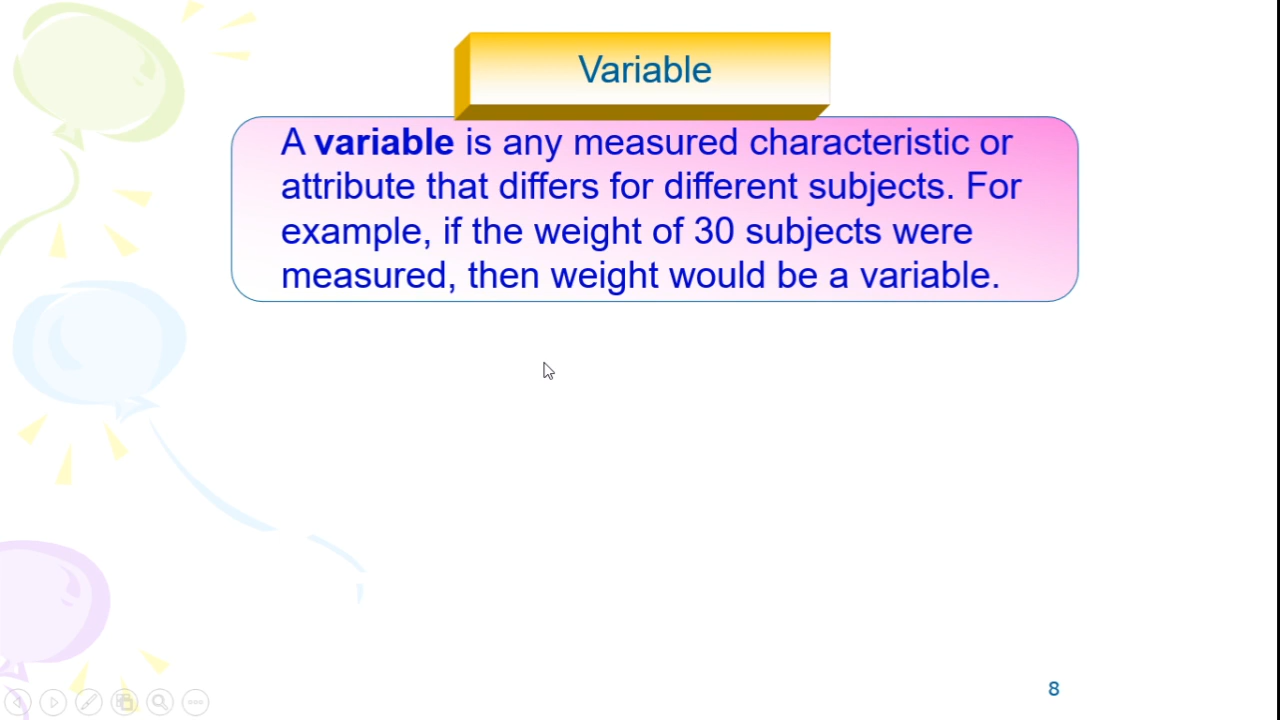 Variable
A variable is any measured characteristic or
attribute that differs for different subjects. For
example, if the weight of 30 subjects were
measured, then weight would be a variable.
8